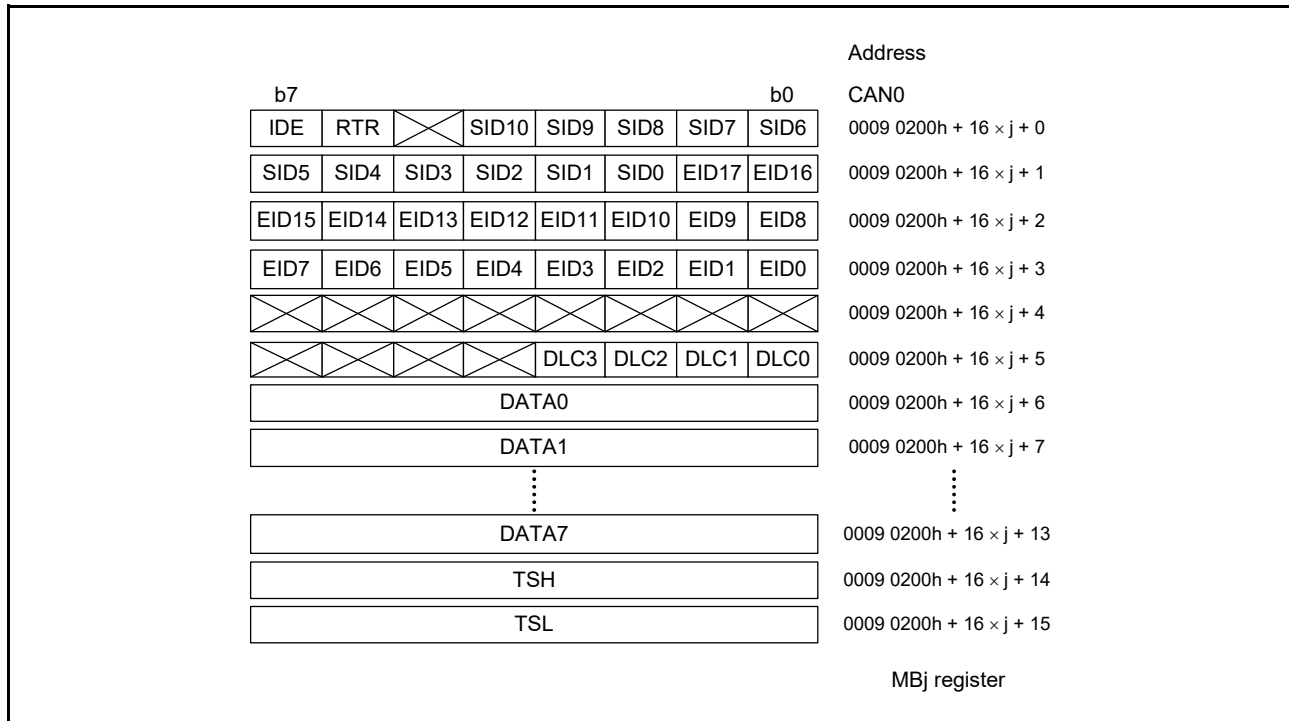 Address
b7 b0 CAN0
IDE RTR SID10 SID9 SID8 SID7 SID6 0009 0200h + 16 × j + 0
SID5 SID4 SID3 SID2 SID1 SID0 EID17 EID16 0009 0200h + 16 × j + 1
EID15 EID14 EID13 EID12 EID11 EID10 EID9 EID8 0009 0200h + 16 × j + 2
EID7 EID6 EID5 EID4 EID3 EID2 EID1 EID0 0009 0200h + 16 × j + 3
0009 0200h + 16 × j + 4
DLC3 DLC2 DLC1 DLC0 0009 0200h + 16 × j + 5
DATA0 0009 0200h + 16 × j + 6
DATA1 0009 0200h + 16 × j + 7
DATA7 0009 0200h + 16 × j + 13
TSH 0009 0200h + 16 × j + 14
TSL 0009 0200h + 16 × j + 15
MBj register